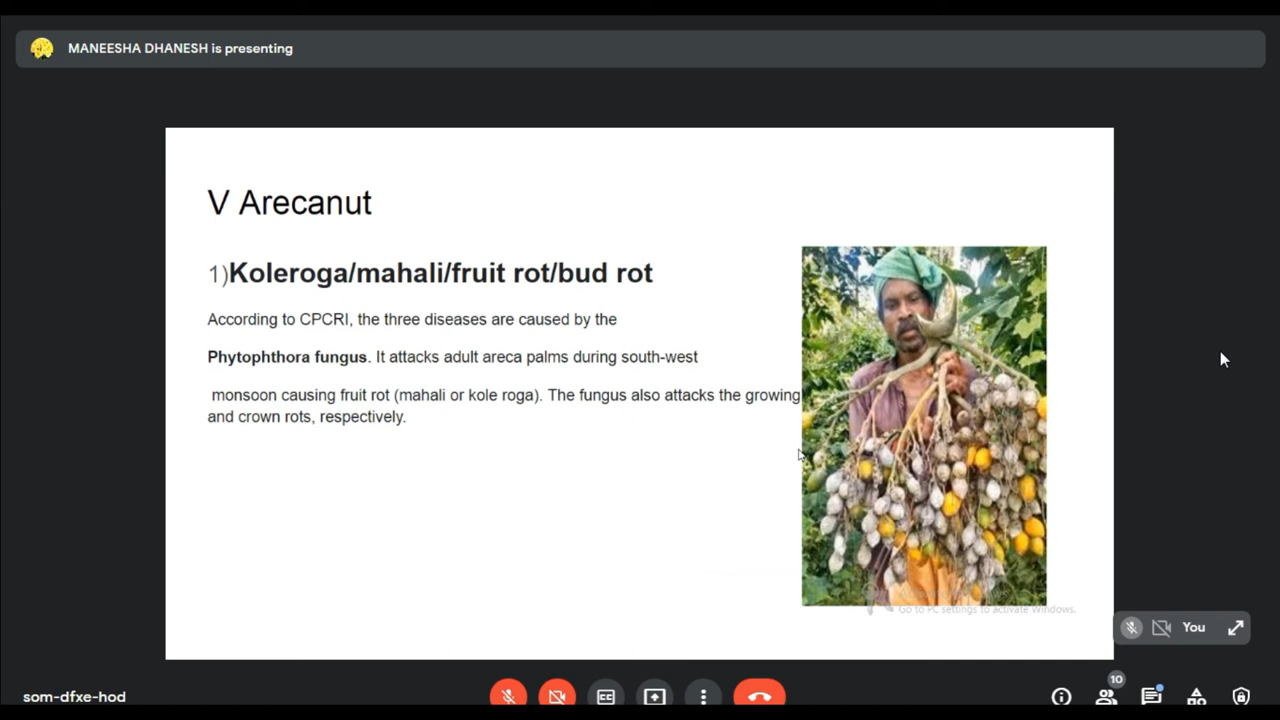 MANEESHA DHANESH is presenting
V Arecanut
1)Koleroga/mahali/fruit rot/bud rot
According to CPCRI, the three diseases are caused by the
Phytophthora fungus. It attacks adult areca palms during south-west
monsoon causing fruit rot (mahali or kole roga). The fungus also attacks the growing
and crown rots, respectively.
Go to PC settings to activate Windows.
You
10
som-dfxe-hod
CC